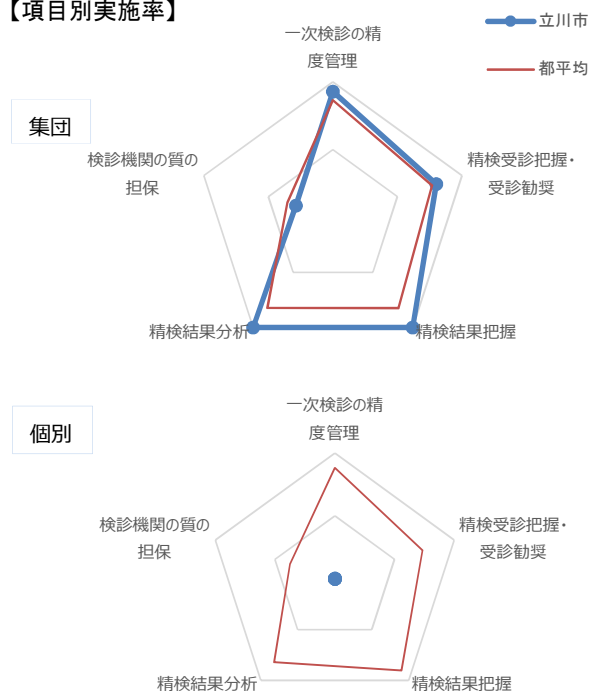 【項目別実施率】
立川市
都平均
集団
一次検診の精
度管理
精検受診把握・
受診勧奨
精検結果把握
精検結果分析
検診機関の質の
担保
個別
一次検診の精
度管理
精検受診把握・
受診勧奨
精検結果把握
精検結果分析
検診機関の質の
担保